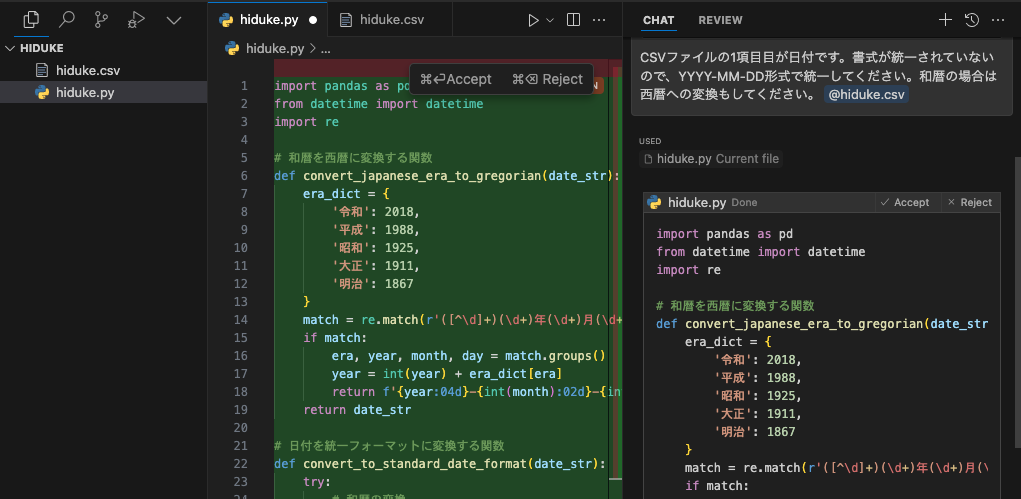 HIDUKE
hiduke.csv
hiduke.py
hiduke.py
hiduke.csv
hiduke.py > ...
⌘↩Accept ⌘⌫ Reject
N
1 import pandas as pd
2 from datetime import datetime
3 import re
4
5 # 和暦を西暦に変換する関数
6 def convert_japanese_era_to_gregorian(date_str):
7 era_dict = {
8 '令和': 2018,
9 '平成': 1988,
10 '昭和': 1925,
11 '大正': 1911,
12 '明治': 1867
13 }
14 match = re.match(r'([^\d]+)(\d+)年(\d+)月(\d+
15 if match:
16 era, year, month, day = match.groups()
17 year = int(year) + era_dict[era]
18 return f'{year:04d}-{int(month):02d}-{in
19 return date_str
20
21 # 日付を統一フォーマットに変換する関数
22 def convert_to_standard_date_format(date_str):
23 try:
24 # 和暦の変換
CHAT REVIEW
CSVファイルの1項目目が日付です。書式が統一されていない
ので、YYYY-MM-DD形式で統一してください。和暦の場合は
西暦への変換もしてください。 @hiduke.csv
USED
hiduke.py Current file
hiduke.py Done Accept Reject
import pandas as pd
from datetime import datetime
import re
# 和暦を西暦に変換する関数
def convert_japanese_era_to_gregorian(date_str
era_dict = {
'令和': 2018,
'平成': 1988,
'昭和': 1925,
'大正': 1911,
'明治': 1867
}
match = re.match(r'([^\d]+)(\d+)年(\d+)月(\
if match: